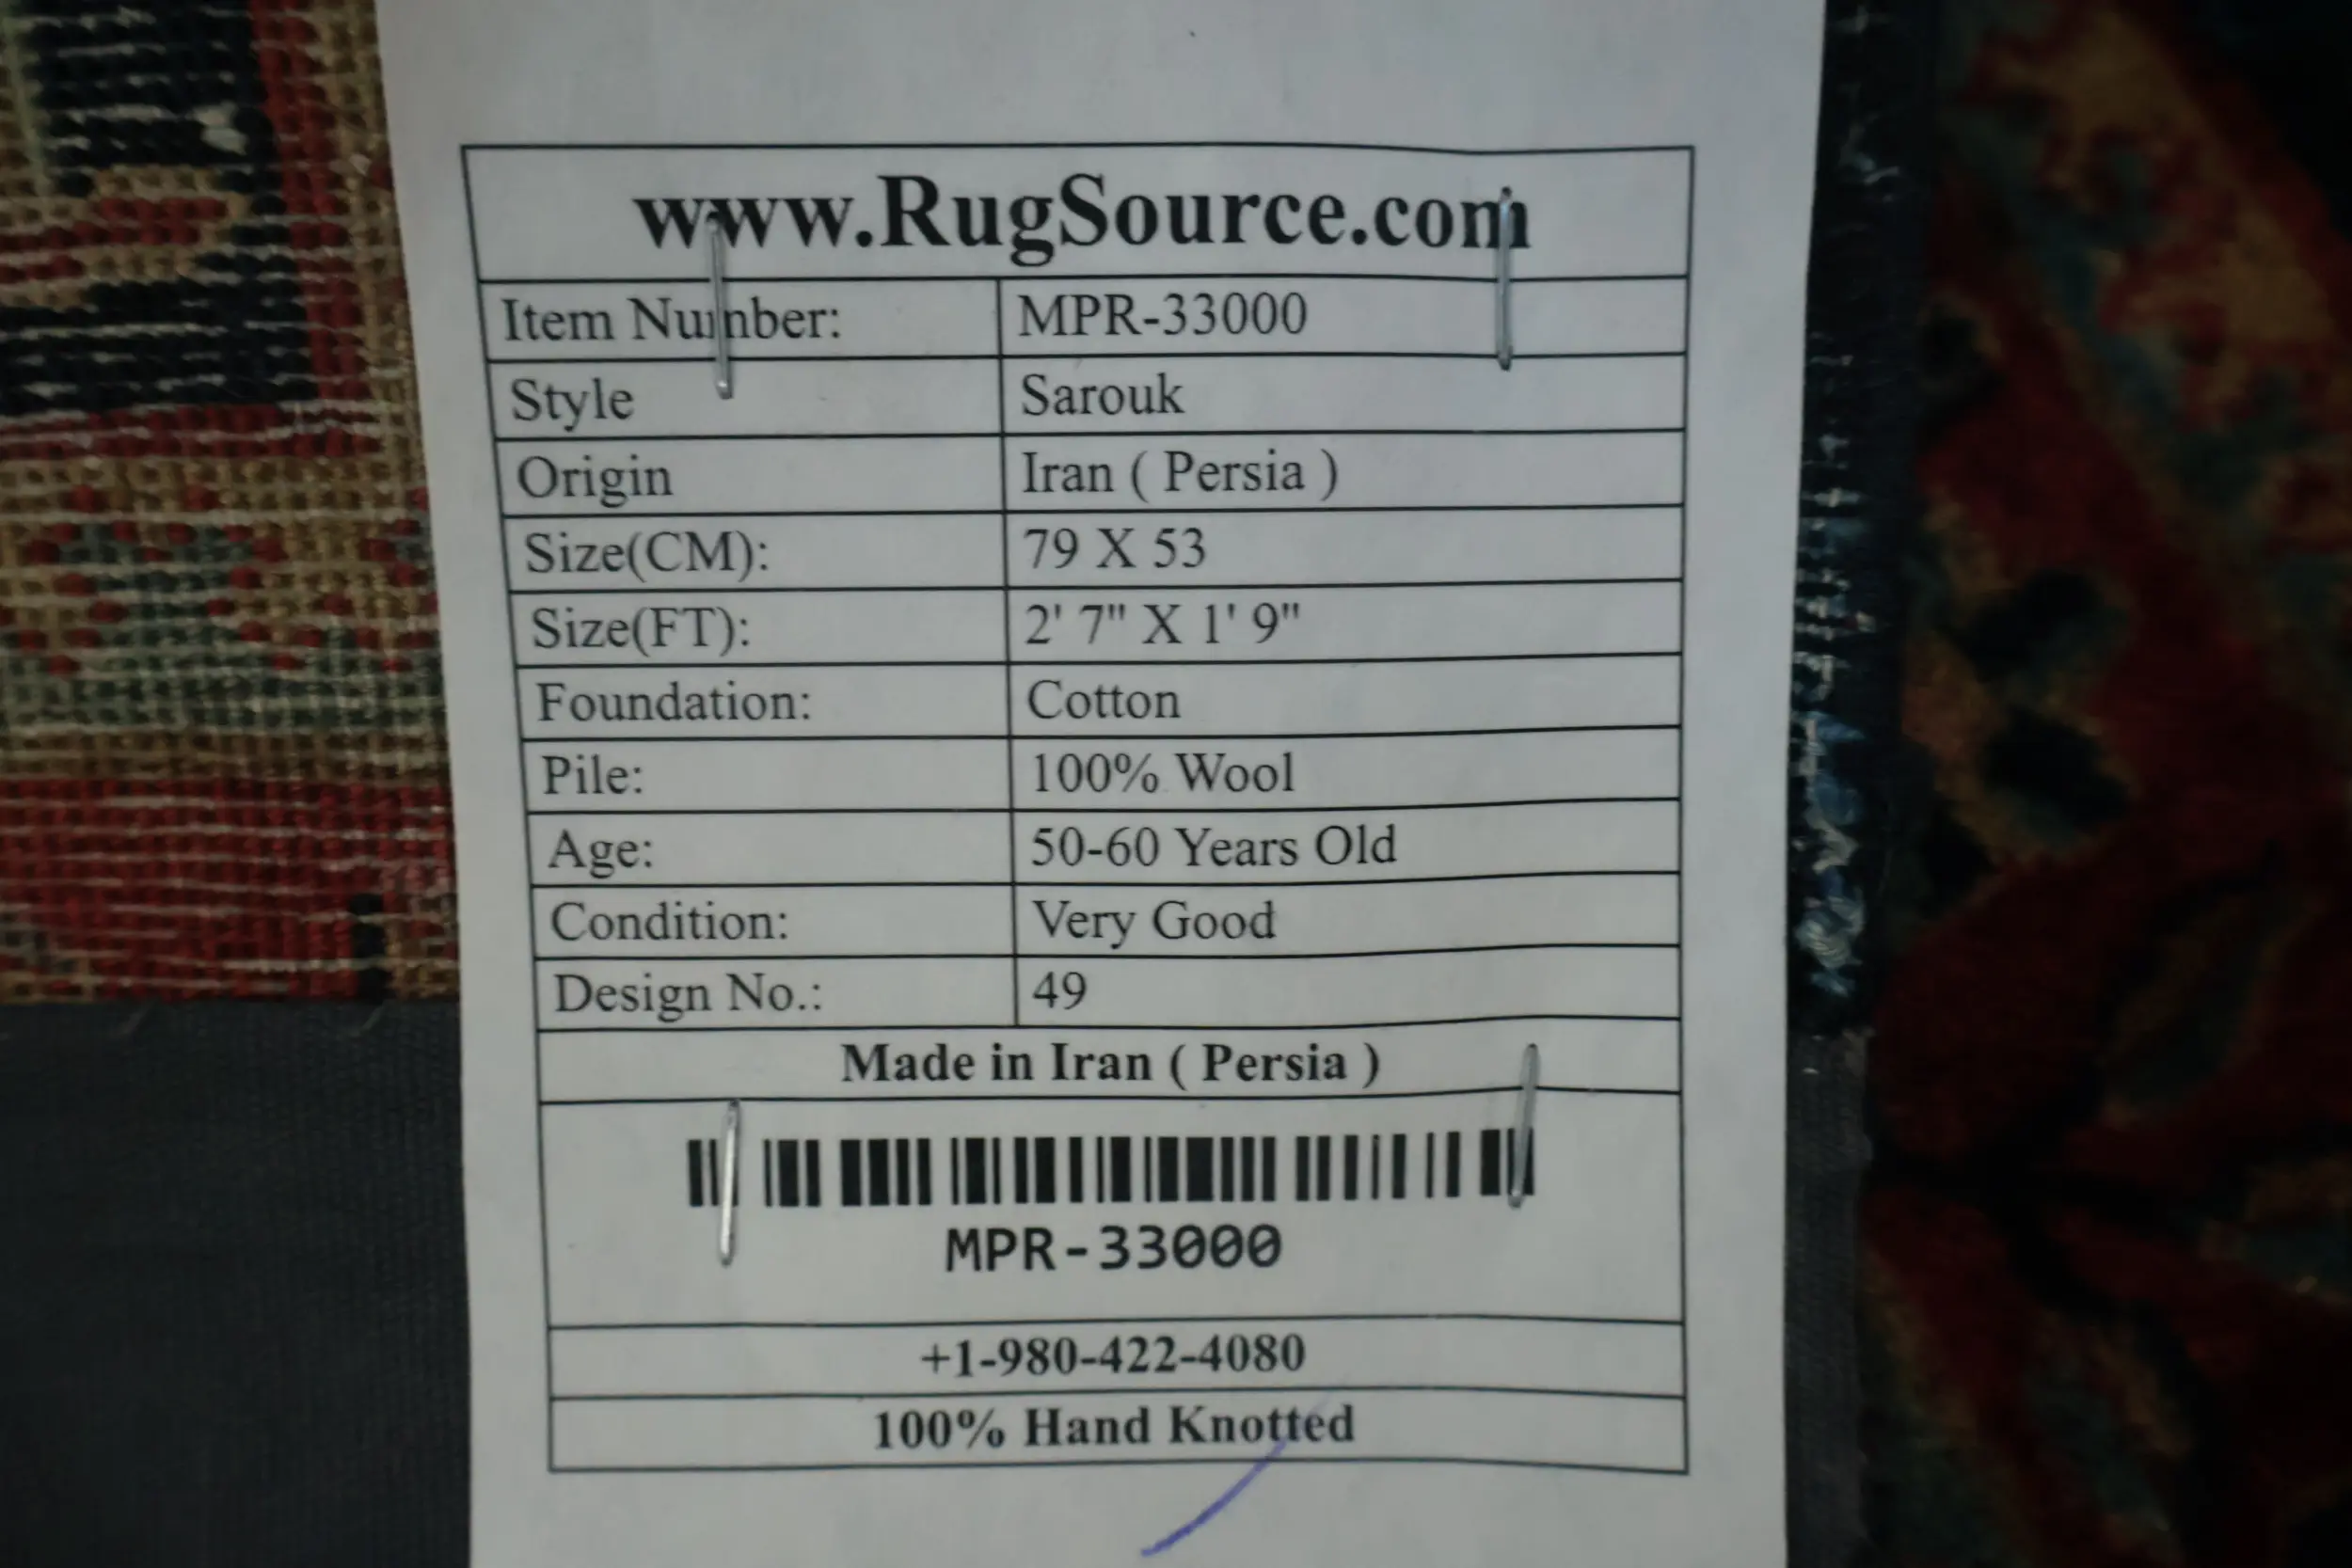 www.RugSource.com
Item Number: MPR-33000
Style Sarouk
Origin Iran ( Persia )
Size(CM): 79 X 53
Size(FT): 2' 7" X 1' 9"
Foundation: Cotton
Pile: 100% Wool
Age: 50-60 Years Old
Condition: Very Good
Design No.: 49
Made in Iran ( Persia )
MPR-33000
+1-980-422-4080
100% Hand Knotted